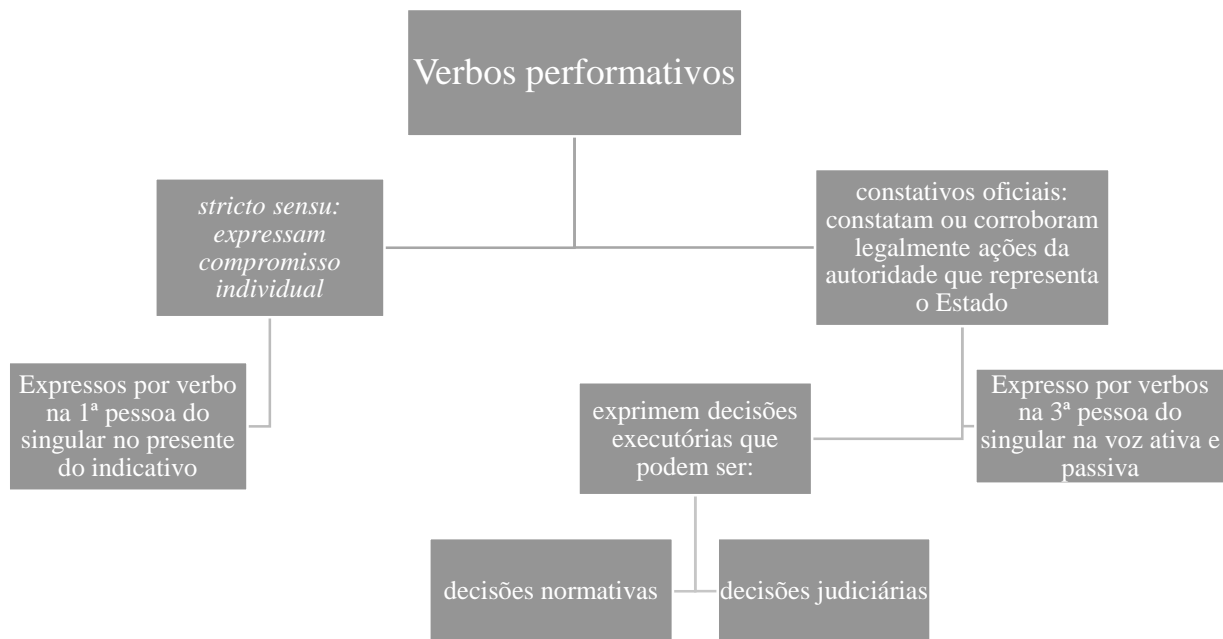 Verbos performativos
stricto sensu:
expressam
compromisso
individual
constativos oficiais:
constatam ou corroboram
legalmente ações da
autoridade que representa
o Estado
Expressos por verbo
na 1ª pessoa do
singular no presente
do indicativo
exprimem decisões
executórias que
podem ser:
Expresso por verbos
na 3ª pessoa do
singular na voz ativa e
passiva
decisões normativas
decisões judiciárias